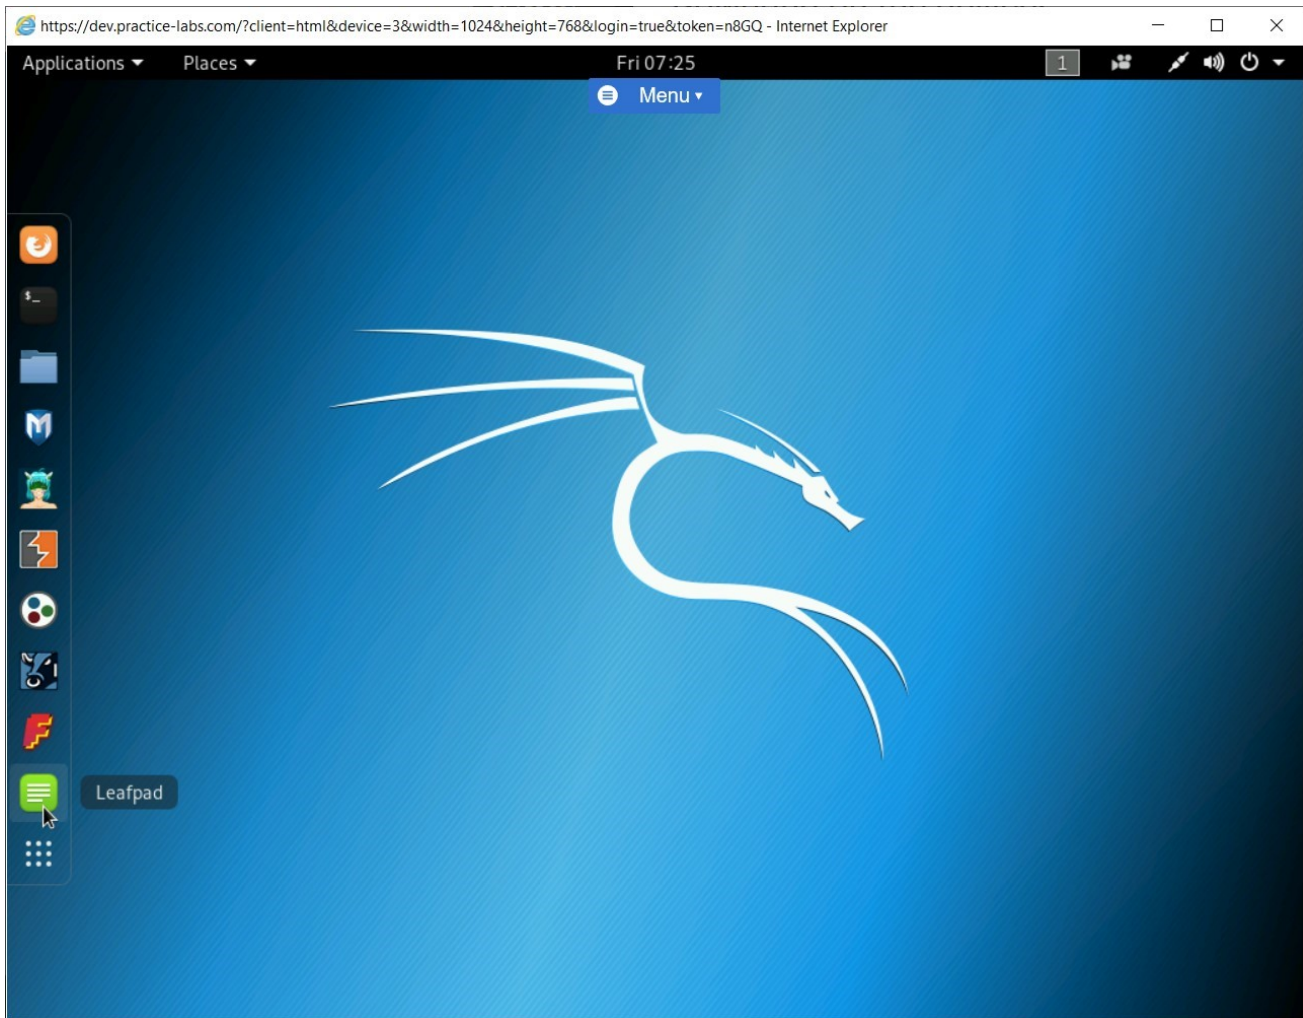 https://dev.practice-labs.com/?client=html&device=3&width=1024&height=768&login=true&token=n8GQ - Internet Explorer
Applications Places Fri 07:25 1
Menu
$_
Leafpad